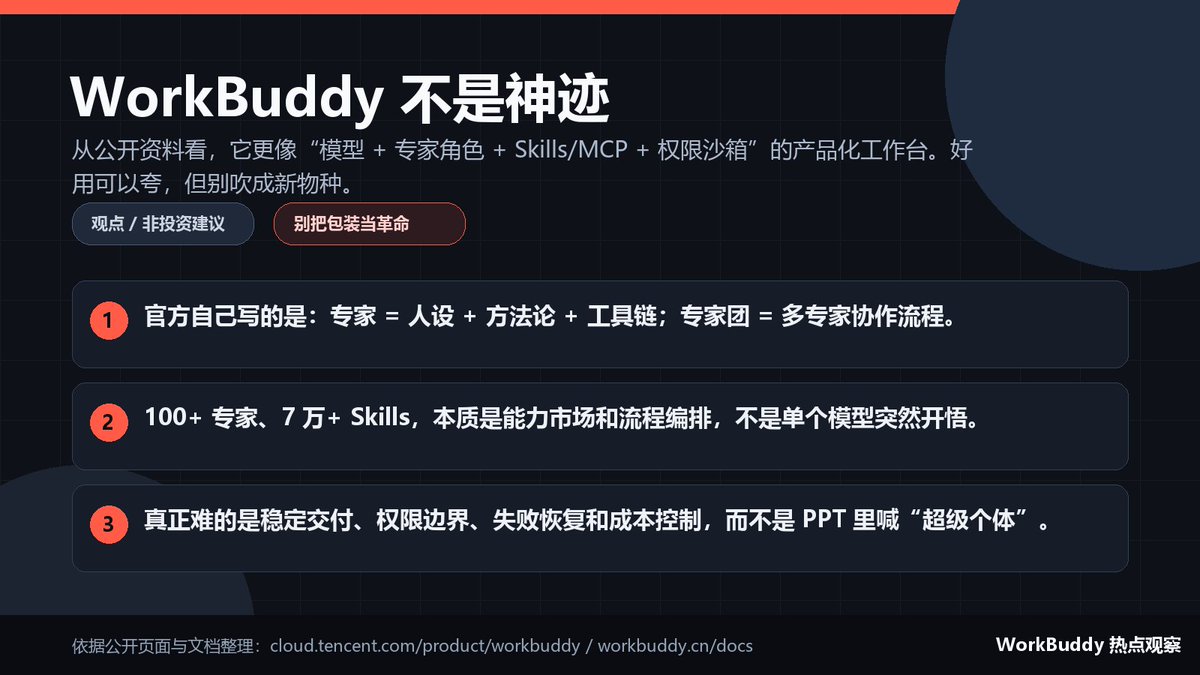 WorkBuddy 不是神迹
从公开资料看，它更像“模型 + 专家角色 + Skills/MCP + 权限沙箱”的产品化工作台。好
用可以夸，但别吹成新物种。
观点 / 非投资建议
别把包装当革命
1 官方自己写的是：专家 = 人设 + 方法论 + 工具链；专家团 = 多专家协作流程。
2 100+ 专家、7 万+ Skills，本质是能力市场和流程编排，不是单个模型突然开悟。
3 真正难的是稳定交付、权限边界、失败恢复和成本控制，而不是 PPT 里喊“超级个体”。
依据公开页面与文档整理：cloud.tencent.com/product/workbuddy / workbuddy.cn/docs
WorkBuddy 热点观察